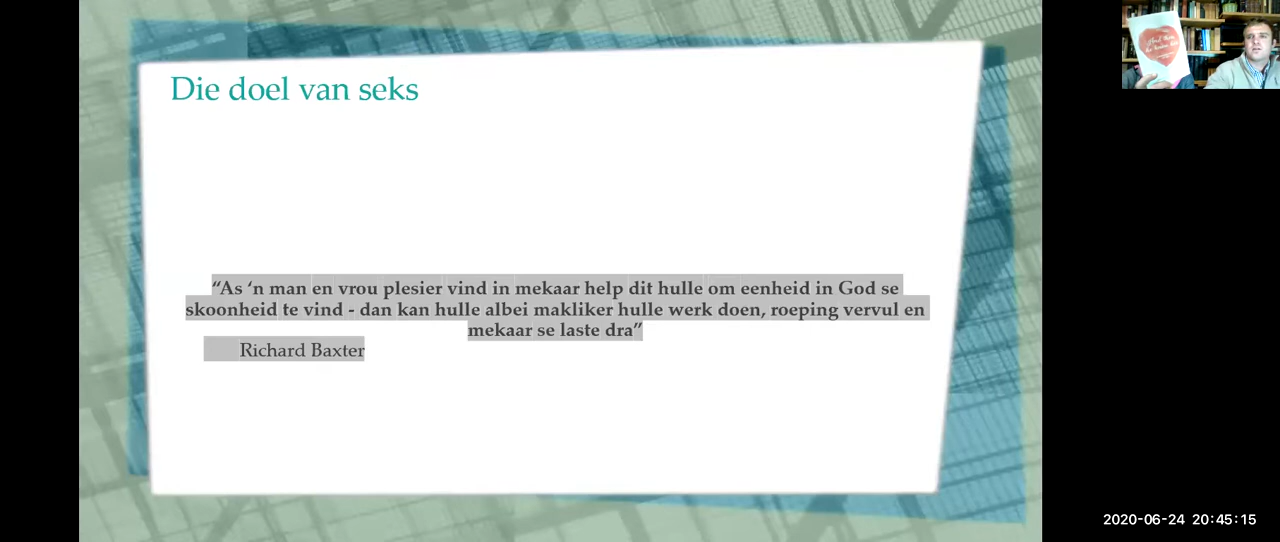 Die doel van seks
“As ‘n man en vrou plesier vind in mekaar help dit hulle om eenheid in God se
skoonheid te vind - dan kan hulle albei makliker hulle werk doen, roeping vervul en
mekaar se laste dra”
Richard Baxter
2020-06-24 20:45:15